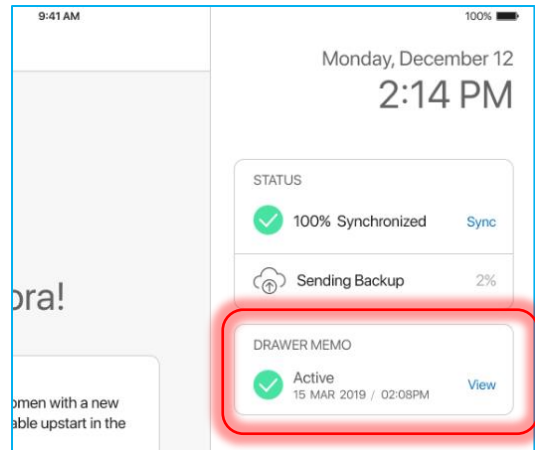 9:41 AM 100%
Monday, December 12
2:14 PM
STATUS
100% Synchronized Sync
Sending Backup 2%
DRAWER MEMO
Active
15 MAR 2019 / 02:08PM View
ora!
omen with a new
able upstart in the